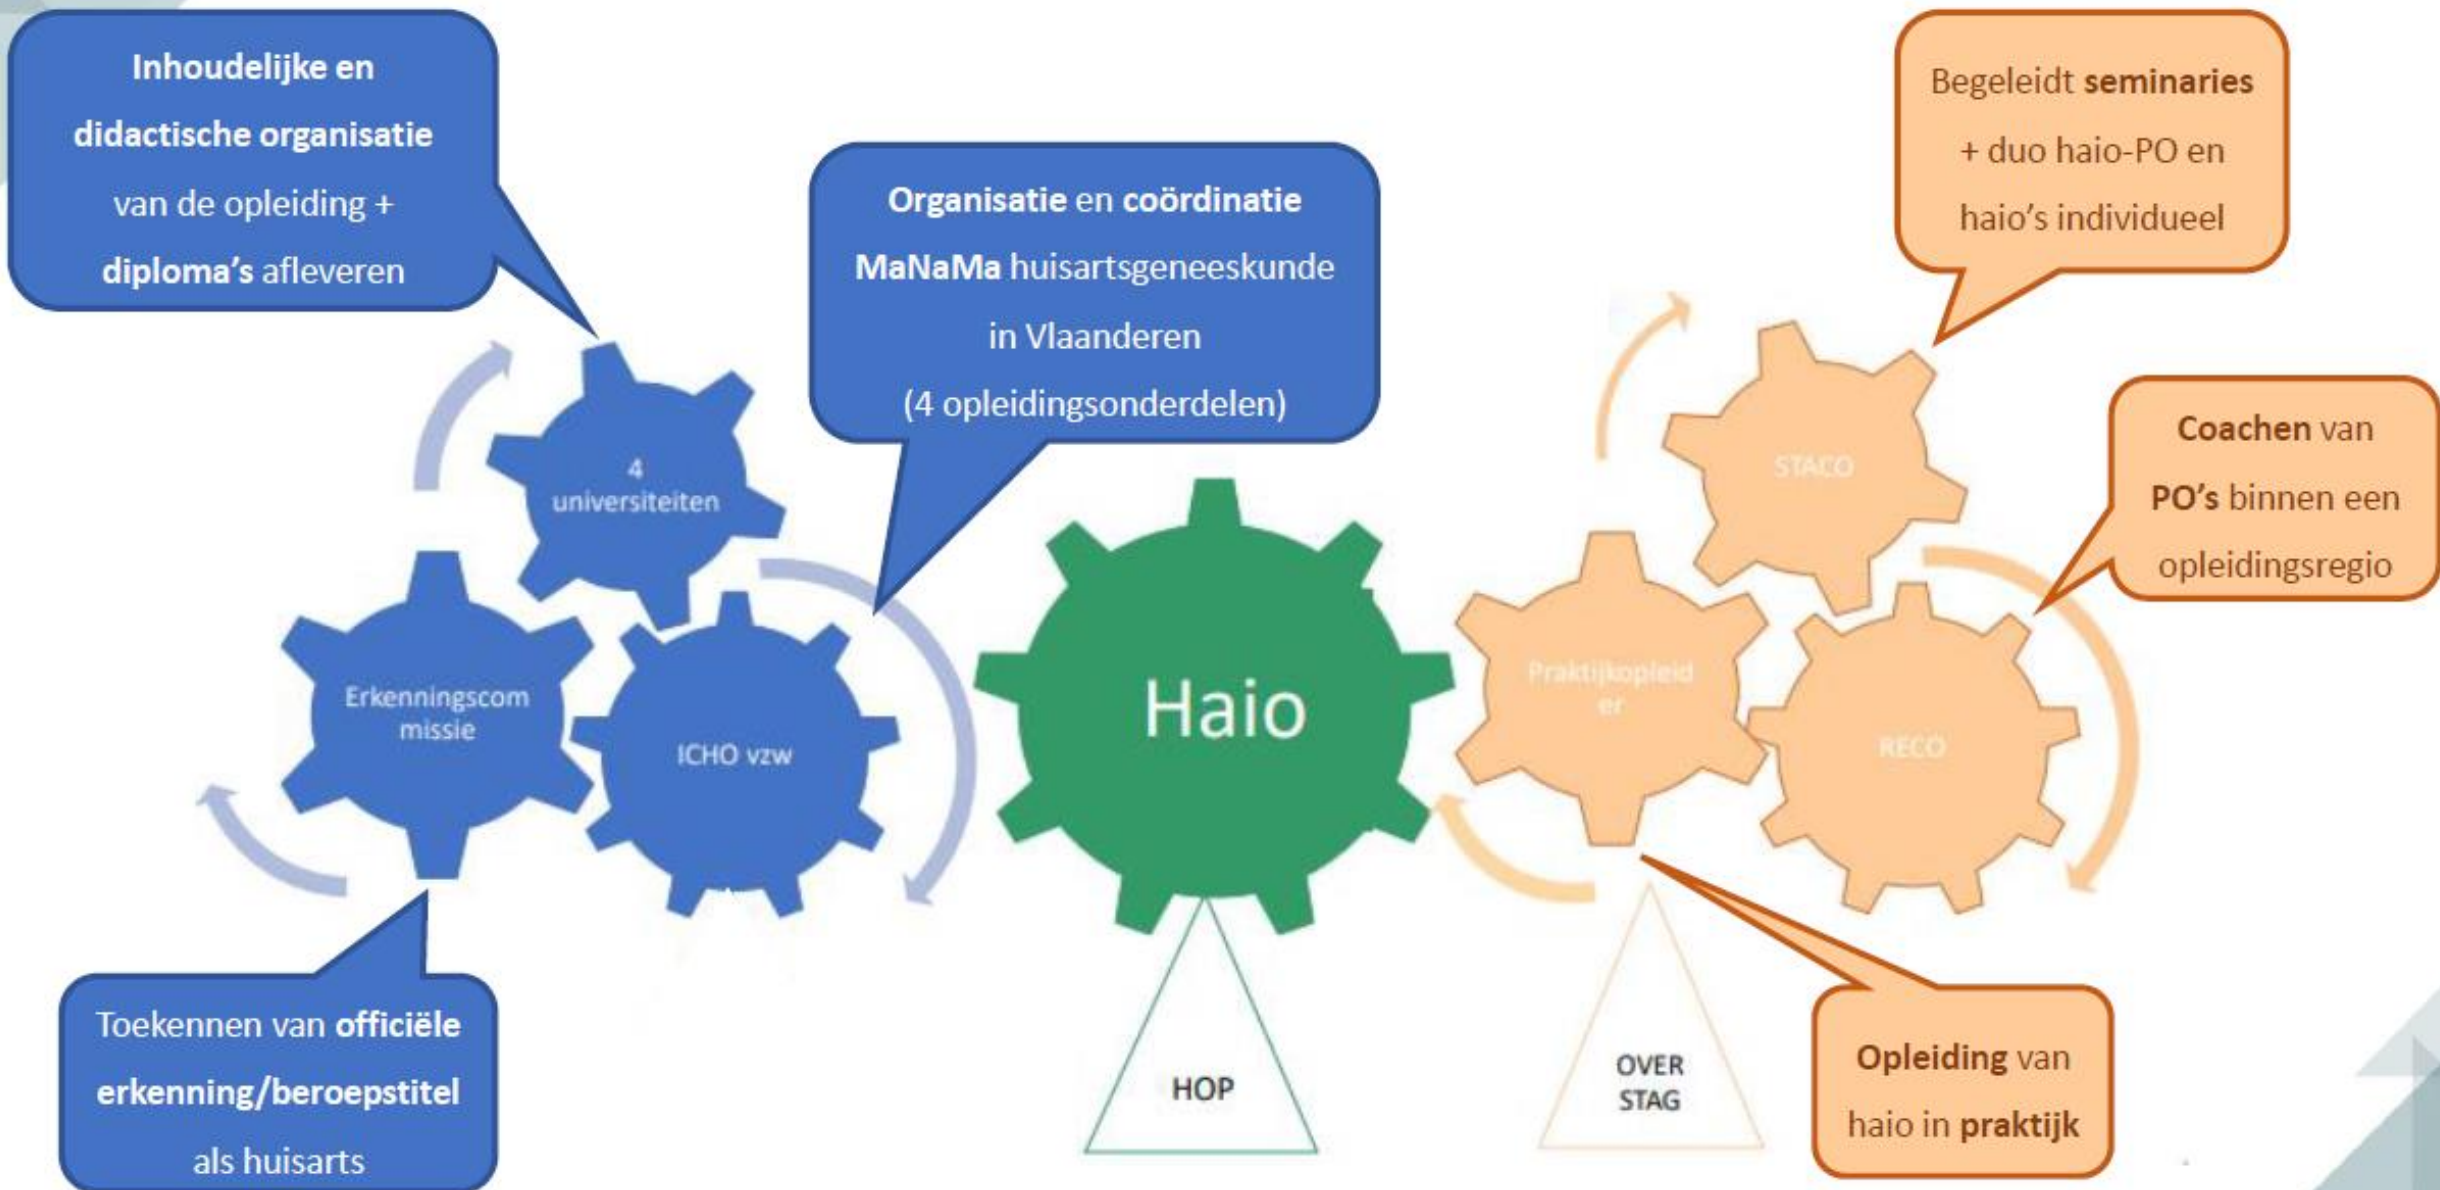 Inhoudelijke en
didactische organisatie
van de opleiding +
diploma's afleveren
Organisatie en coördinatie
MaNaMa huisartsgeneeskunde
in Vlaanderen
(4 opleidingsonderdelen)
Begeleidt seminaries
+ duo haio-PO en
haio's individueel
Coachen van
PO's binnen een
opleidingsregio
4
universiteiten
Erkenningscom
missie
ICHO vzw
Haio
STACO
Praktijkopleid
er
RECO
Toekennen van officiële
erkenning/beroepstitel
als huisarts
HOP
OVER
STAG
Opleiding van
haio in praktijk